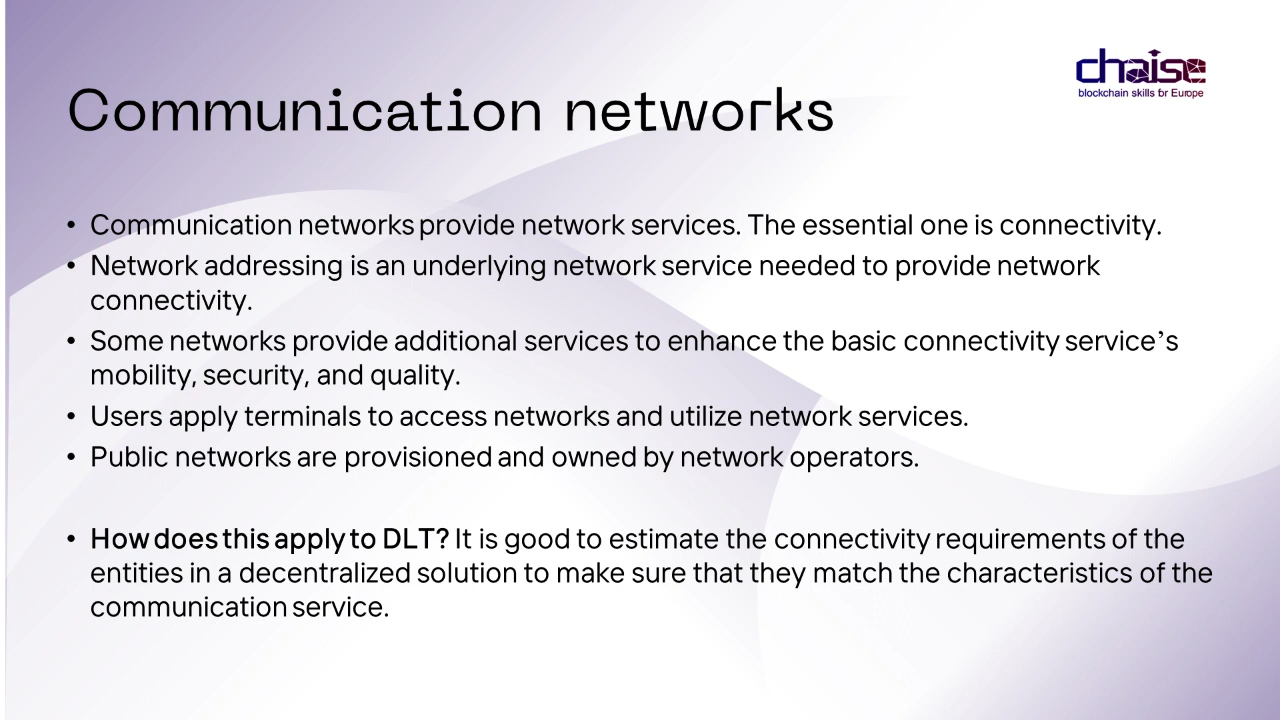 chaise
blockchain skills for Europe
Communication networks
• Communication networks provide network services. The essential one is connectivity.
• Network addressing is an underlying network service needed to provide network
connectivity.
• Some networks provide additional services to enhance the basic connectivity service’s
mobility, security, and quality.
• Users apply terminals to access networks and utilize network services.
• Public networks are provisioned and owned by network operators.
• How does this apply to DLT? It is good to estimate the connectivity requirements of the
entities in a decentralized solution to make sure that they match the characteristics of the
communication service.